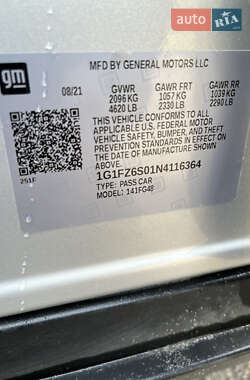 AUTO
RIA
gm
MFD BY GENERAL MOTORS LLC
08/21
GVWR GAWR FRT GAWR RR
2096 KG 1057 KG 1039 KG
4620 LB 2330 LB 2290 LB
THIS VEHICLE CONFORMS TO ALL
APPLICABLE U.S. FEDERAL MOTOR
VEHICLE SAFETY, BUMPER, AND THEFT
PREVENTION STANDARDS IN EFFECT ON
THE DATE OF MANUFACTURE SHOWN
ABOVE.
1G1FZ6S01N4116364
TYPE: PASS CAR
MODEL: 141FG48